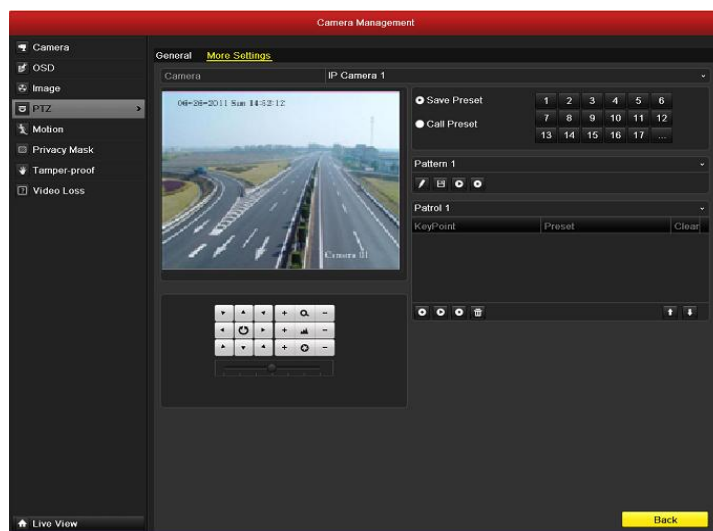 Camera Management
Camera
OSD
Image
PTZ
Motion
Privacy Mask
Tamper-proof
Video Loss
Live View
General More Settings
Camera IP Camera 1
06-26-2011 Sun 14:52:12
Camera 01
Save Preset
Call Preset
1 2 3 4 5 6
7 8 9 10 11 12
13 14 15 16 17 ...
Pattern 1
Patrol 1
KeyPoint Preset Clear
Back